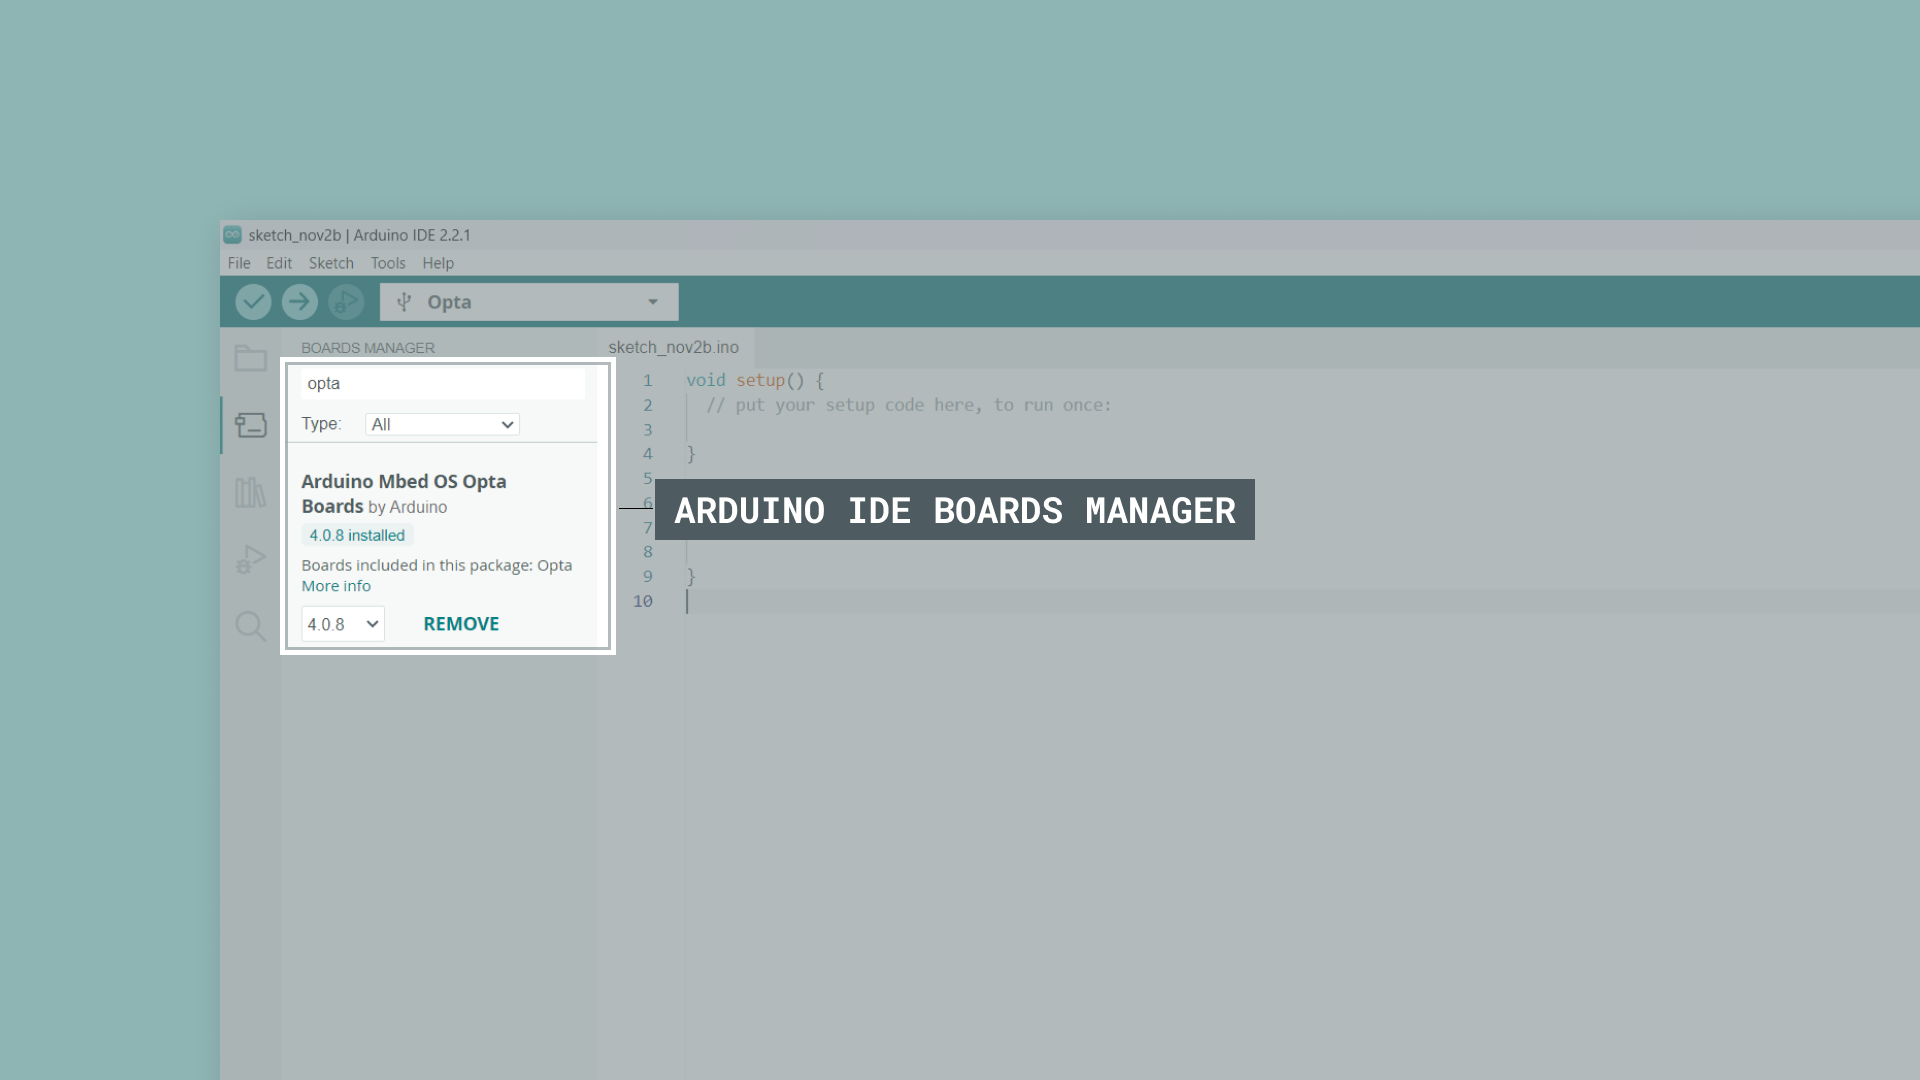 sketch_nov2b | Arduino IDE 2.2.1
File Edit Sketch Tools Help
Opta
BOARDS MANAGER
opta
Type: All
Arduino Mbed OS Opta
Boards by Arduino
4.0.8 installed
Boards included in this package: Opta
More info
4.0.8 REMOVE
sketch_nov2b.ino
1 void setup() {
2 // put your setup code here, to run once:
3
4 }
5
6
7
8
9 }
10
ARDUINO IDE BOARDS MANAGER